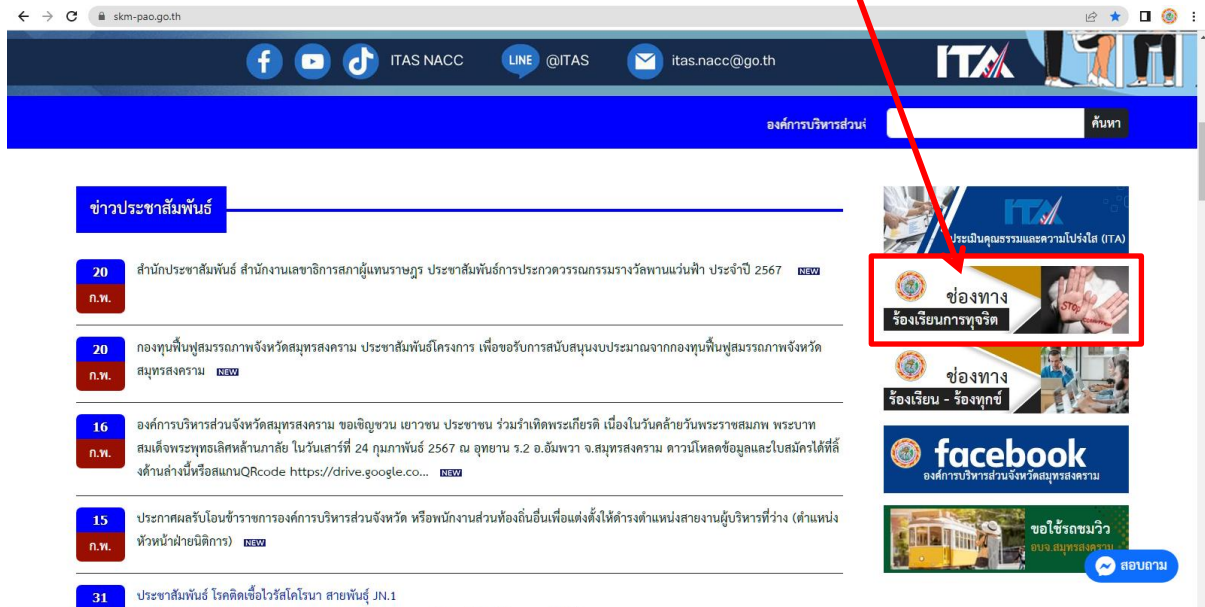 skm-pao.go.th
ITAS NACC
LINE @ITAS
itas.nacc@go.th
ITA
องค์การบริหารส่วนจ
ค้นหา
ข่าวประชาสัมพันธ์
20 ก.พ.
สำนักประชาสัมพันธ์ สำนักงานเลขาธิการสภาผู้แทนราษฎร ประชาสัมพันธ์การประกวดวรรณกรรมรางวัลพานแว่นฟ้า ประจำปี 2567 NEW
20 ก.พ.
กองทุนฟื้นฟูสมรรถภาพจังหวัดสมุทรสงคราม ประชาสัมพันธ์โครงการ เพื่อขอรับการสนับสนุนงบประมาณจากกองทุนฟื้นฟูสมรรถภาพจังหวัด
สมุทรสงคราม NEW
16 ก.พ.
องค์การบริหารส่วนจังหวัดสมุทรสงคราม ขอเชิญชวน เยาวชน ประชาชน ร่วมรำเทิดพระเกียรติ เนื่องในวันคล้ายวันพระราชสมภพ พระบาท
สมเด็จพระพุทธเลิศหล้านภาลัย ในวันเสาร์ที่ 24 กุมภาพันธ์ 2567 ณ อุทยาน ร.2 อ.อัมพวา จ.สมุทรสงคราม ดาวน์โหลดข้อมูลและใบสมัครได้ที่ลิ้
งด้านล่างนี้หรือสแกนQRcode https://drive.google.co... NEW
15 ก.พ.
ประกาศผลรับโอนข้าราชการองค์การบริหารส่วนจังหวัด หรือพนักงานส่วนท้องถิ่นอื่นเพื่อแต่งตั้งให้ดำรงตำแหน่งสายงานผู้บริหารที่ว่าง (ตำแหน่ง
หัวหน้าฝ่ายนิติการ) NEW
31
ประชาสัมพันธ์ โรคติดเชื้อไวรัสโคโรนา สายพันธุ์ JN.1
ITA
ประเมินคุณธรรมและความโปร่งใส (ITA)
ช่องทาง
ร้องเรียนการทุจริต
STOP
ช่องทาง
ร้องเรียน - ร้องทุกข์
facebook
องค์การบริหารส่วนจังหวัดสมุทรสงคราม
ขอใช้รถชมวิว
อบจ.สมุทรสงคราม
สอบถาม